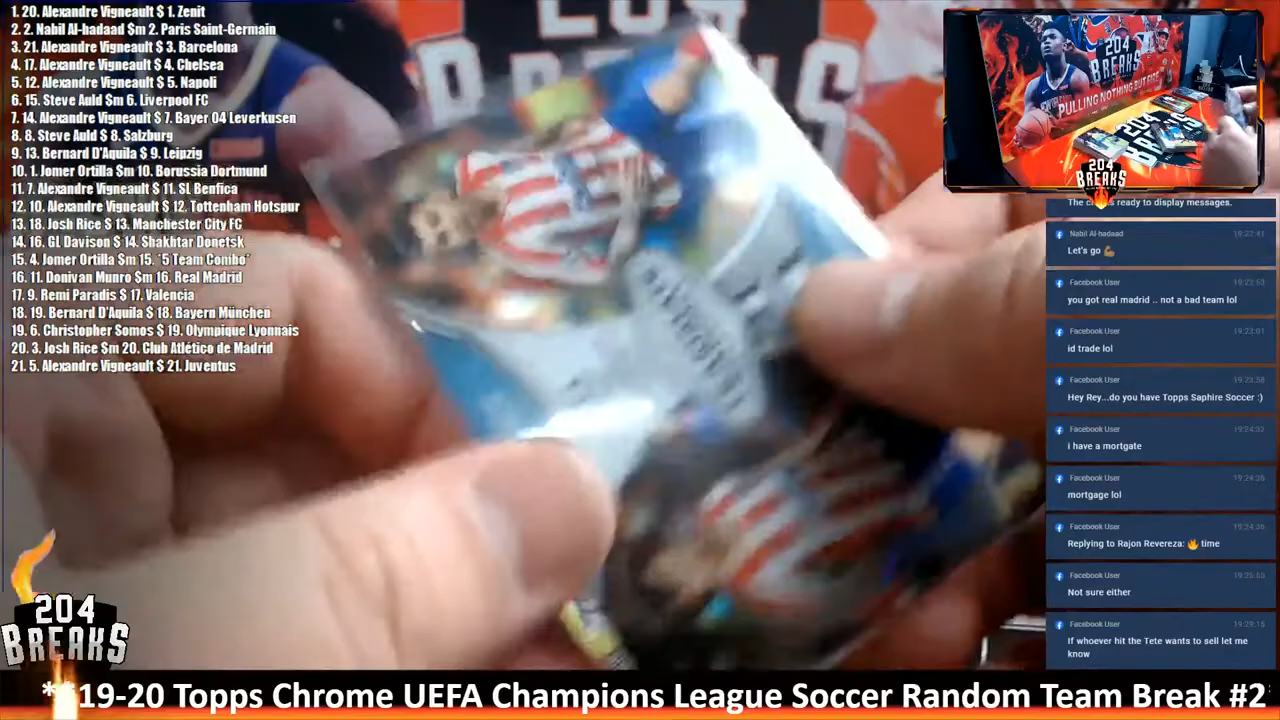 1. 20. Alexandre Vigneault $ 1. Zenit
2. 2. Nabil Al-hadaad $m 2. Paris Saint-Germain
3. 21. Alexandre Vigneault $ 3. Barcelona
4. 17. Alexandre Vigneault $ 4. Chelsea
5. 12. Alexandre Vigneault $ 5. Napoli
6. 15. Steve Auld $m 6. Liverpool FC
7. 14. Alexandre Vigneault $ 7. Bayer 04 Leverkusen
8. 8. Steve Auld $ 8. Salzburg
9. 13. Bernard D'Aquila $ 9. Leipzig
10. 1. Jomer Ortilla $m 10. Borussia Dortmund
11. 7. Alexandre Vigneault $ 11. SL Benfica
12. 10. Alexandre Vigneault $ 12. Tottenham Hotspur
13. 18. Josh Rice $ 13. Manchester City FC
14. 16. GL Davison $ 14. Shakhtar Donetsk
15. 4. Jomer Ortilla $m 15. *5 Team Combo*
16. 11. Donivan Munro $m 16. Real Madrid
17. 9. Remi Paradis $ 17. Valencia
18. 19. Bernard D'Aquila $ 18. Bayern München
19. 6. Christopher Somos $ 19. Olympique Lyonnais
20. 3. Josh Rice $m 20. Club Atlético de Madrid
21. 5. Alexandre Vigneault $ 21. Juventus
204
BREAKS
PULLING NOTHING BUT FIRE
204
204
BREAKS
ready to display messages.
Nabil Al-hadaad 19:22:41
Let's go 💪
Facebook User 19:22:53
you got real madrid .. not a bad team lol
Facebook User 19:23:01
id trade lol
Facebook User 19:23:58
Hey Rey...do you have Topps Saphire Soccer :)
Facebook User 19:24:32
i have a mortgate
Facebook User 19:24:36
mortgage lol
Facebook User 19:24:36
Replying to Rajon Revereza: 🔥 time
Facebook User 19:25:55
Not sure either
Facebook User 19:29:15
If whoever hit the Tete wants to sell let me
know
204
BREAKS
19-20 Topps Chrome UEFA Champions League Soccer Random Team Break #2